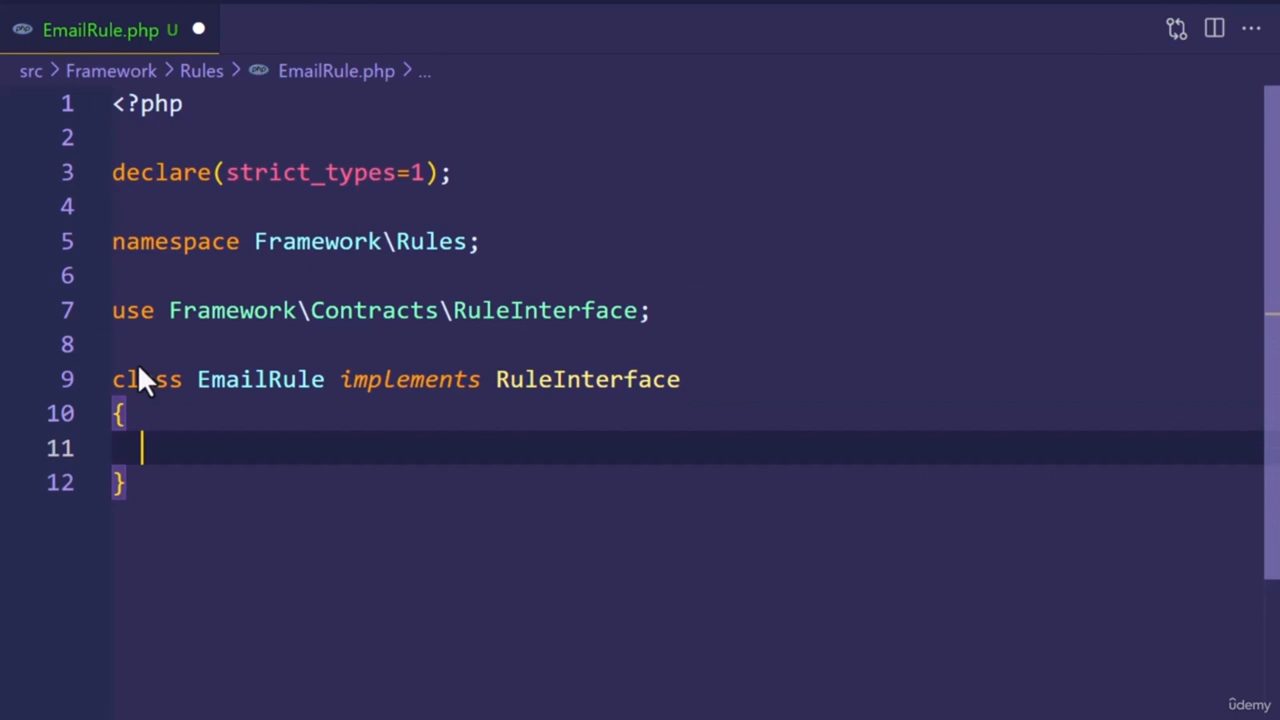 EmailRule.php U
src > Framework > Rules > EmailRule.php > ...
1 <?php
2
3 declare(strict_types=1);
4
5 namespace Framework\Rules;
6
7 use Framework\Contracts\RuleInterface;
8
9 class EmailRule implements RuleInterface
10 {
11
12 }
ûdemy